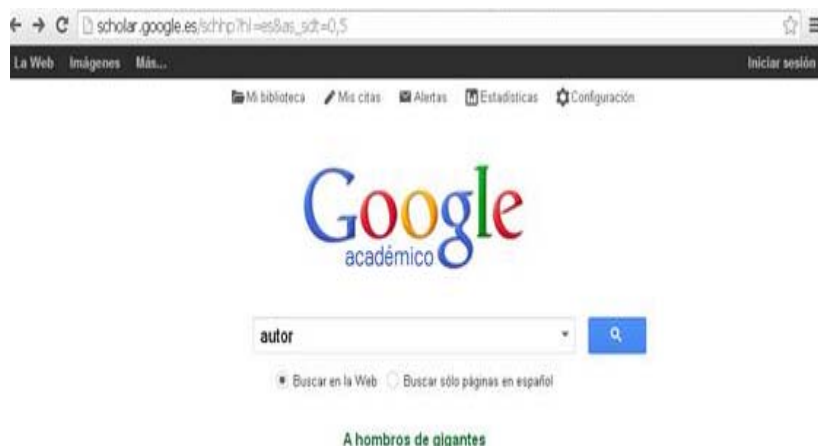 scholar.google.es/schhp?hl=es&as_sdt=0,5
La Web Imágenes Más... Iniciar sesión
Mi biblioteca Mis citas Alertas Estadísticas Configuración
Google
académico
autor
Buscar en la Web Buscar sólo páginas en español
A hombros de gigantes